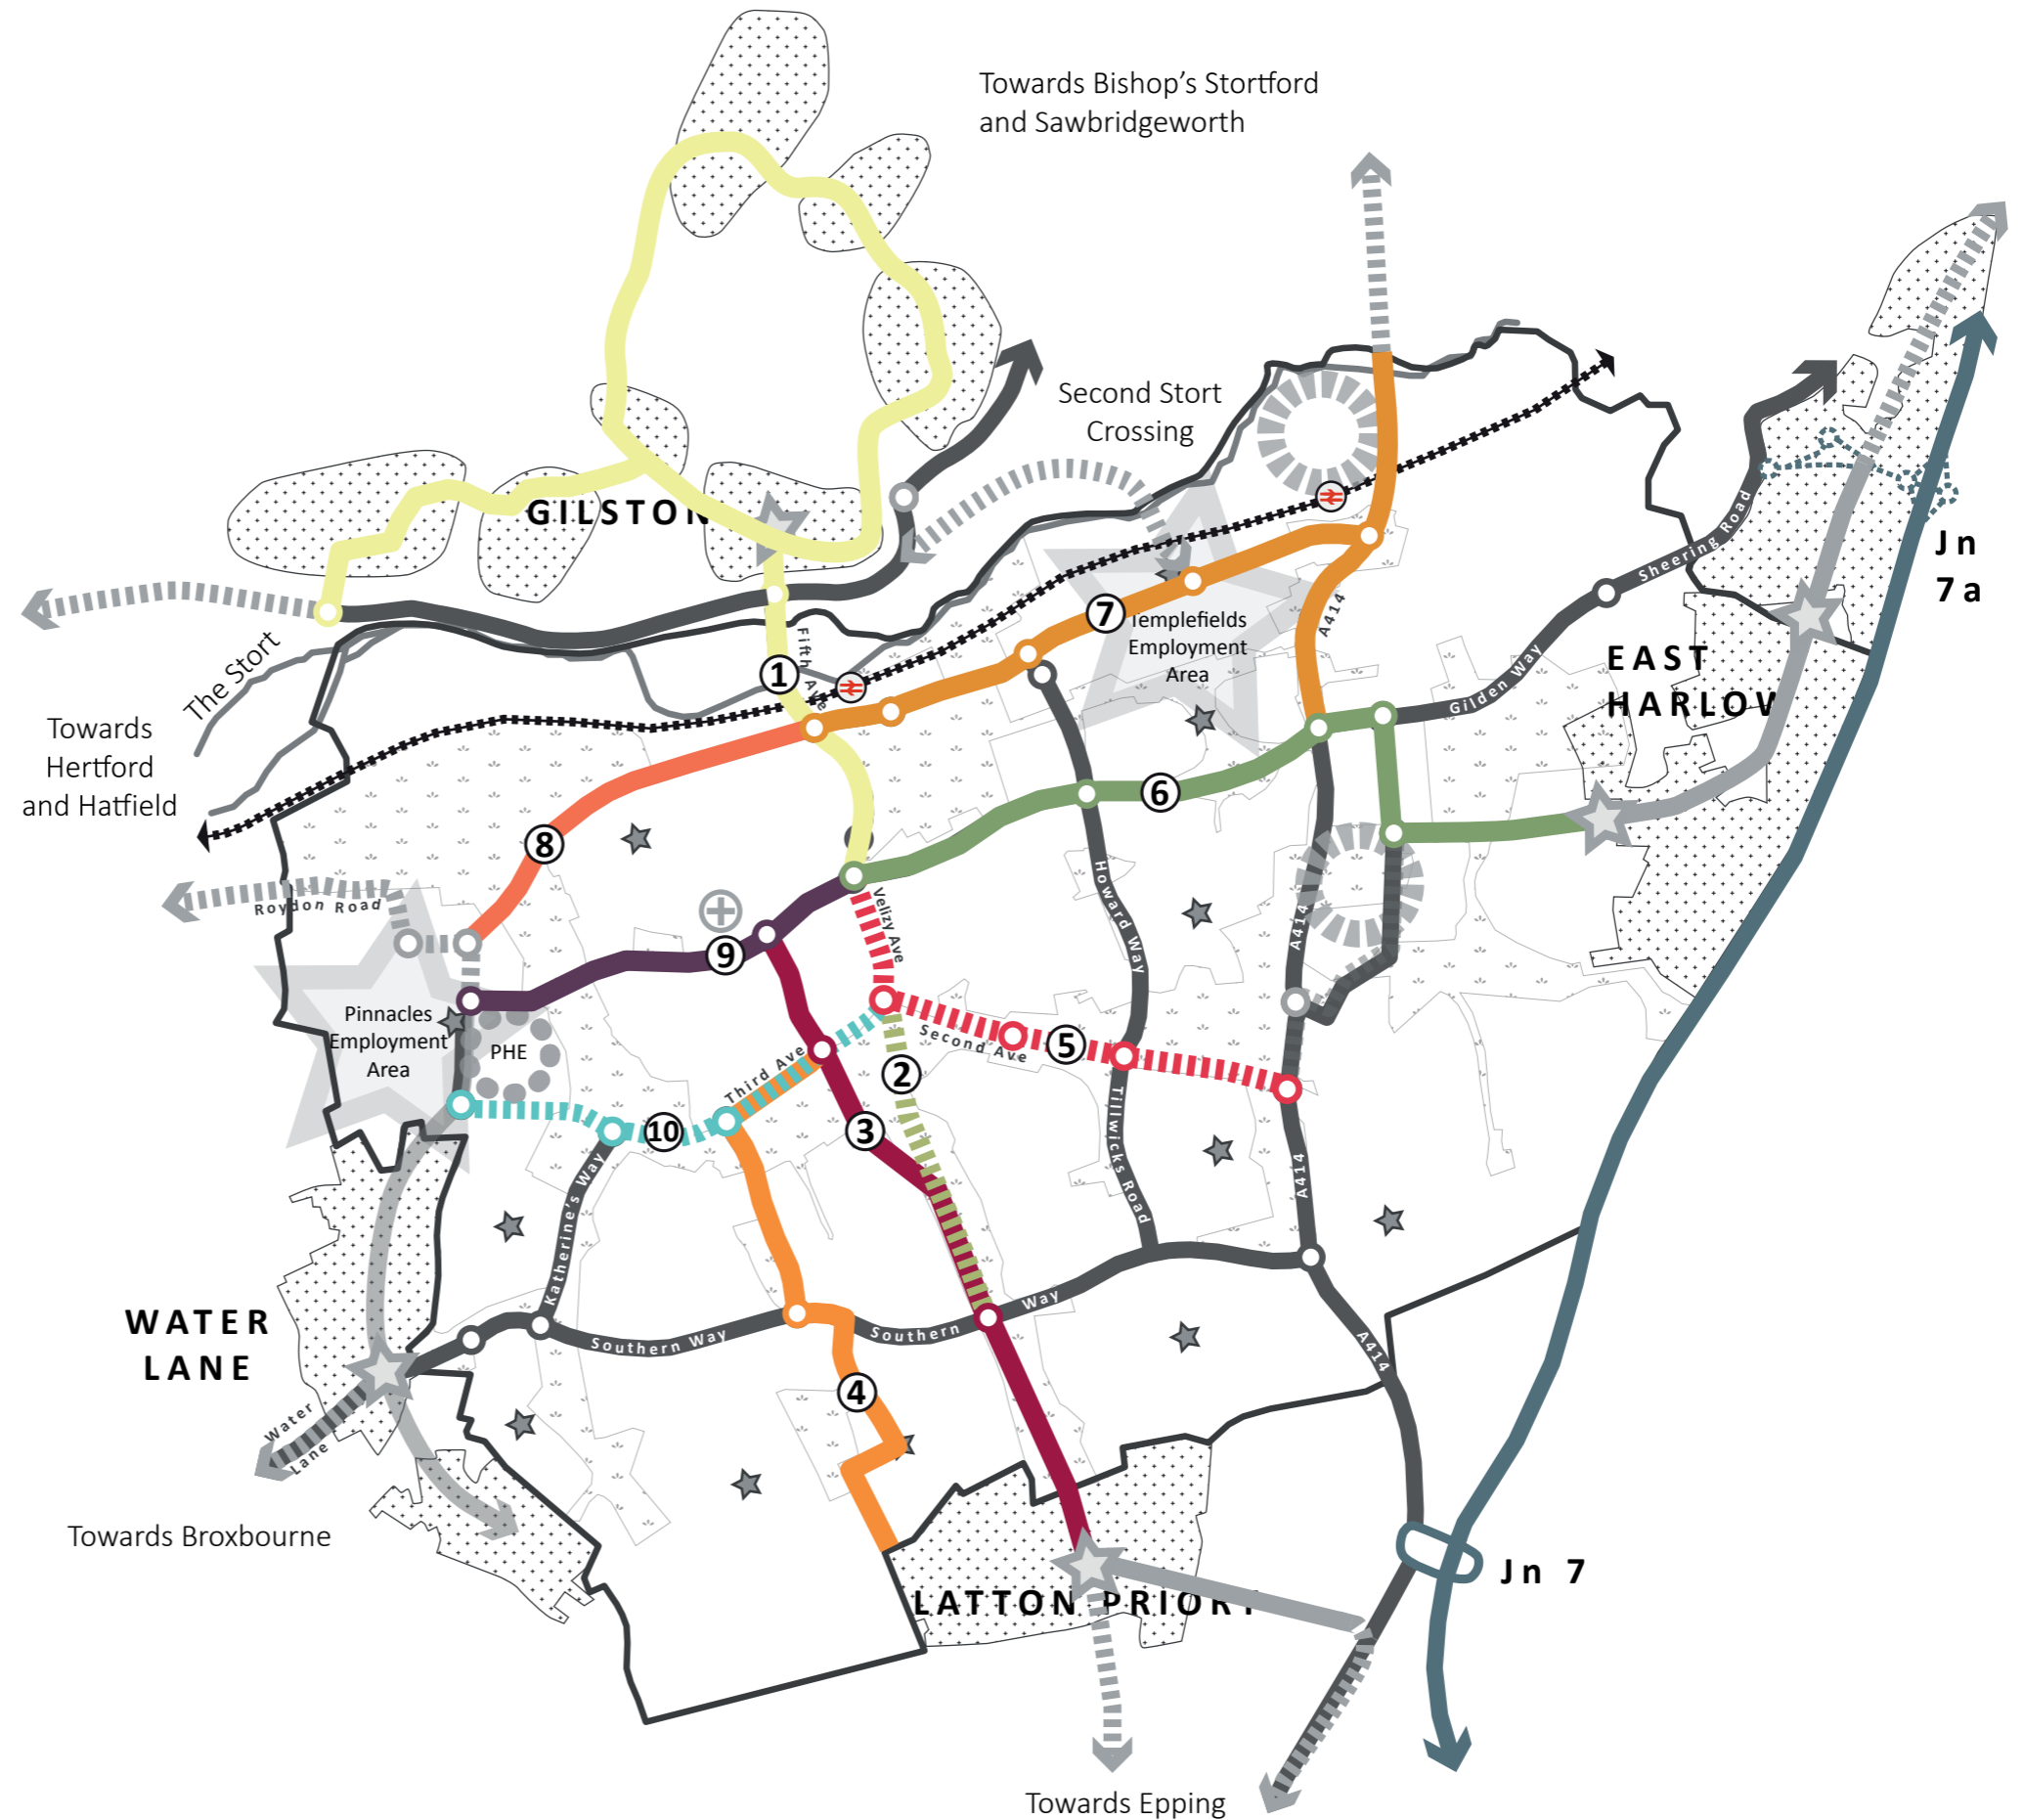 Towards Bishop's Stortford
and Sawbridgeworth
Second Stort
Crossing
GILSTON
Jn
7a
Sheering Road
The Stort
Fifth Ave
1
7
Templefields
Employment
Area
A414
EAST
HARLOW
Gilden Way
Towards
Hertford
and Hatfield
6
8
Roydon Road
Velizy Ave
Howard Way
A414
9
Pinnacles
Employment
Area
PHE
Second Ave
5
Third Ave
2
3
10
Tillwicks Road
Katherine's Way
A414
WATER
LANE
Southern Way
Southern
Way
A414
4
Water
Lane
Towards Broxbourne
Jn 7
LATTON PRIORY
Towards Epping